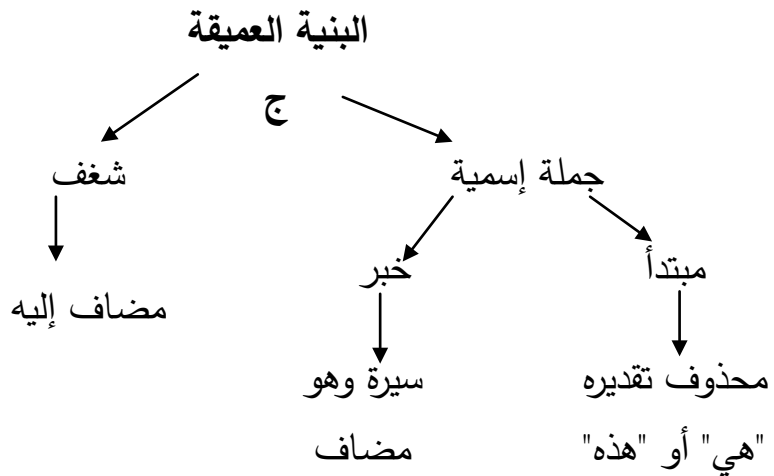 البنية العميقة
ج
جملة إسمية
شغف
مبتدأ
خبر
مضاف إليه
محذوف تقديره
"هي" أو "هذه"
سيرة وهو
مضاف